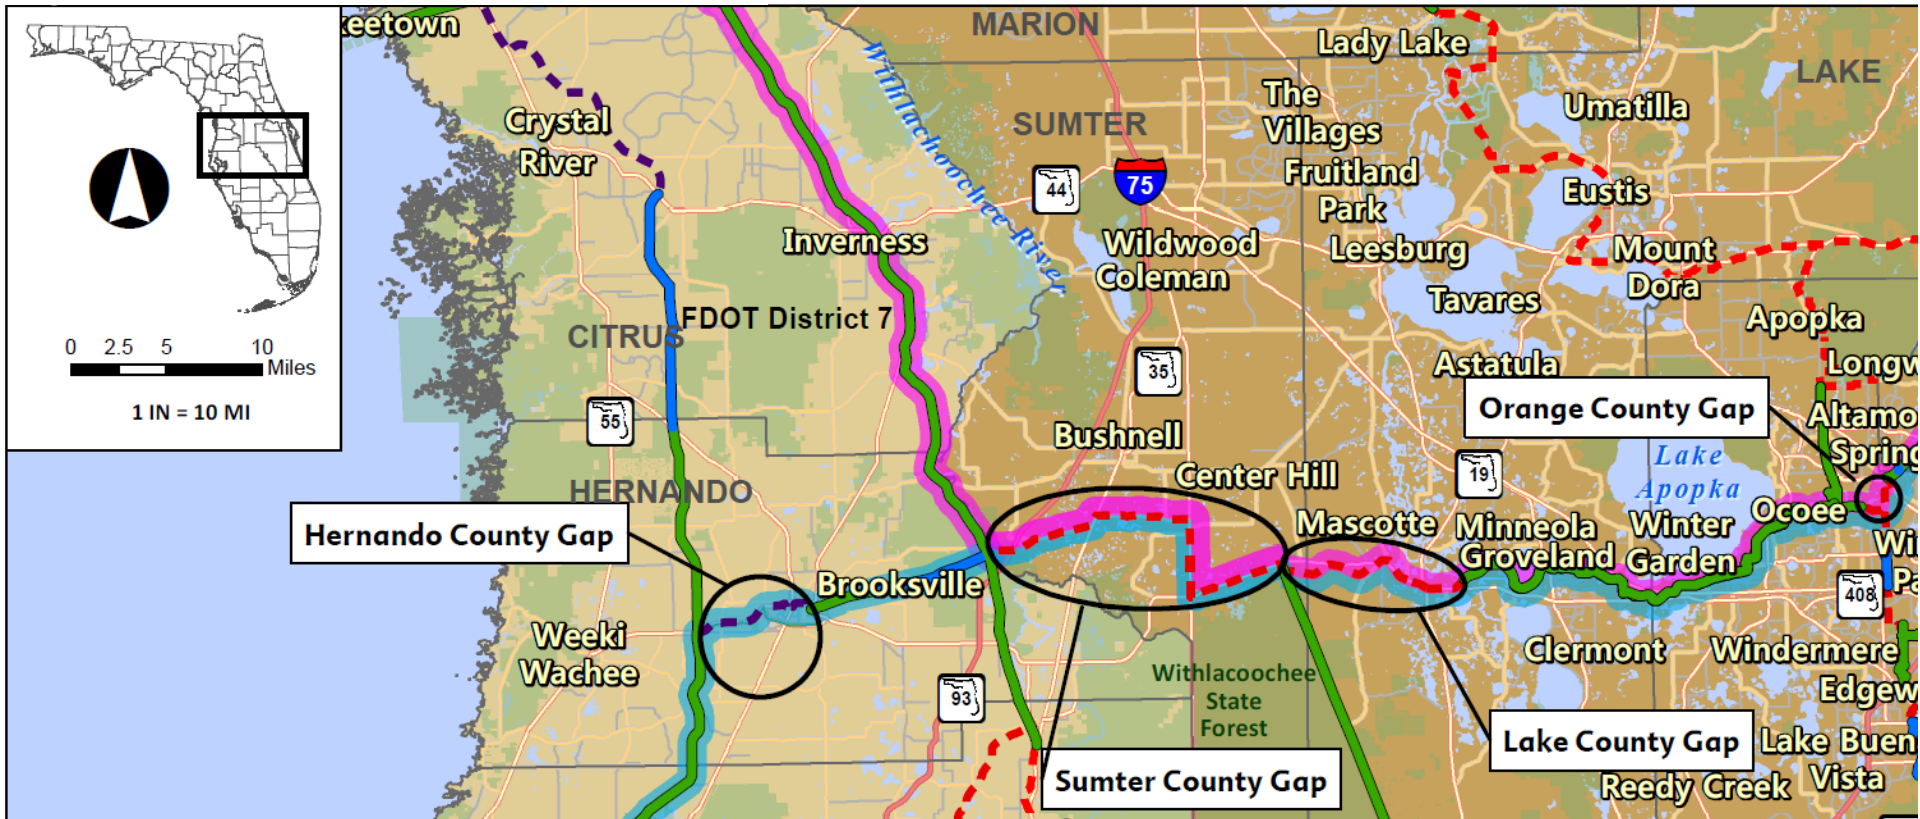 keetown
MARION
Lady Lake
LAKE
Withlachoochee River
The
Villages
Umatilla
Crystal
River
SUMTER
44
75
Fruitland
Park
Eustis
Inverness
Wildwood
Coleman
Leesburg
Mount
Dora
Tavares
FDOT District 7
CITRUS
Apopka
0 2.5 5 10
Miles
1 IN = 10 MI
35
Astatula
Longw
Orange County Gap
55
Bushnell
Altamo
Spring
Lake
Apopka
Center Hill
19
HERNANDO
Hernando County Gap
Mascotte
Minneola
Groveland
Winter
Garden
Ocoee
Wi
Pa
Brooksville
408
Weeki
Wachee
Clermont
Windermere
Withlacoochee
State
Forest
93
Edgew
Lake County Gap
Lake Buen
Vista
Sumter County Gap
Reedy Creek